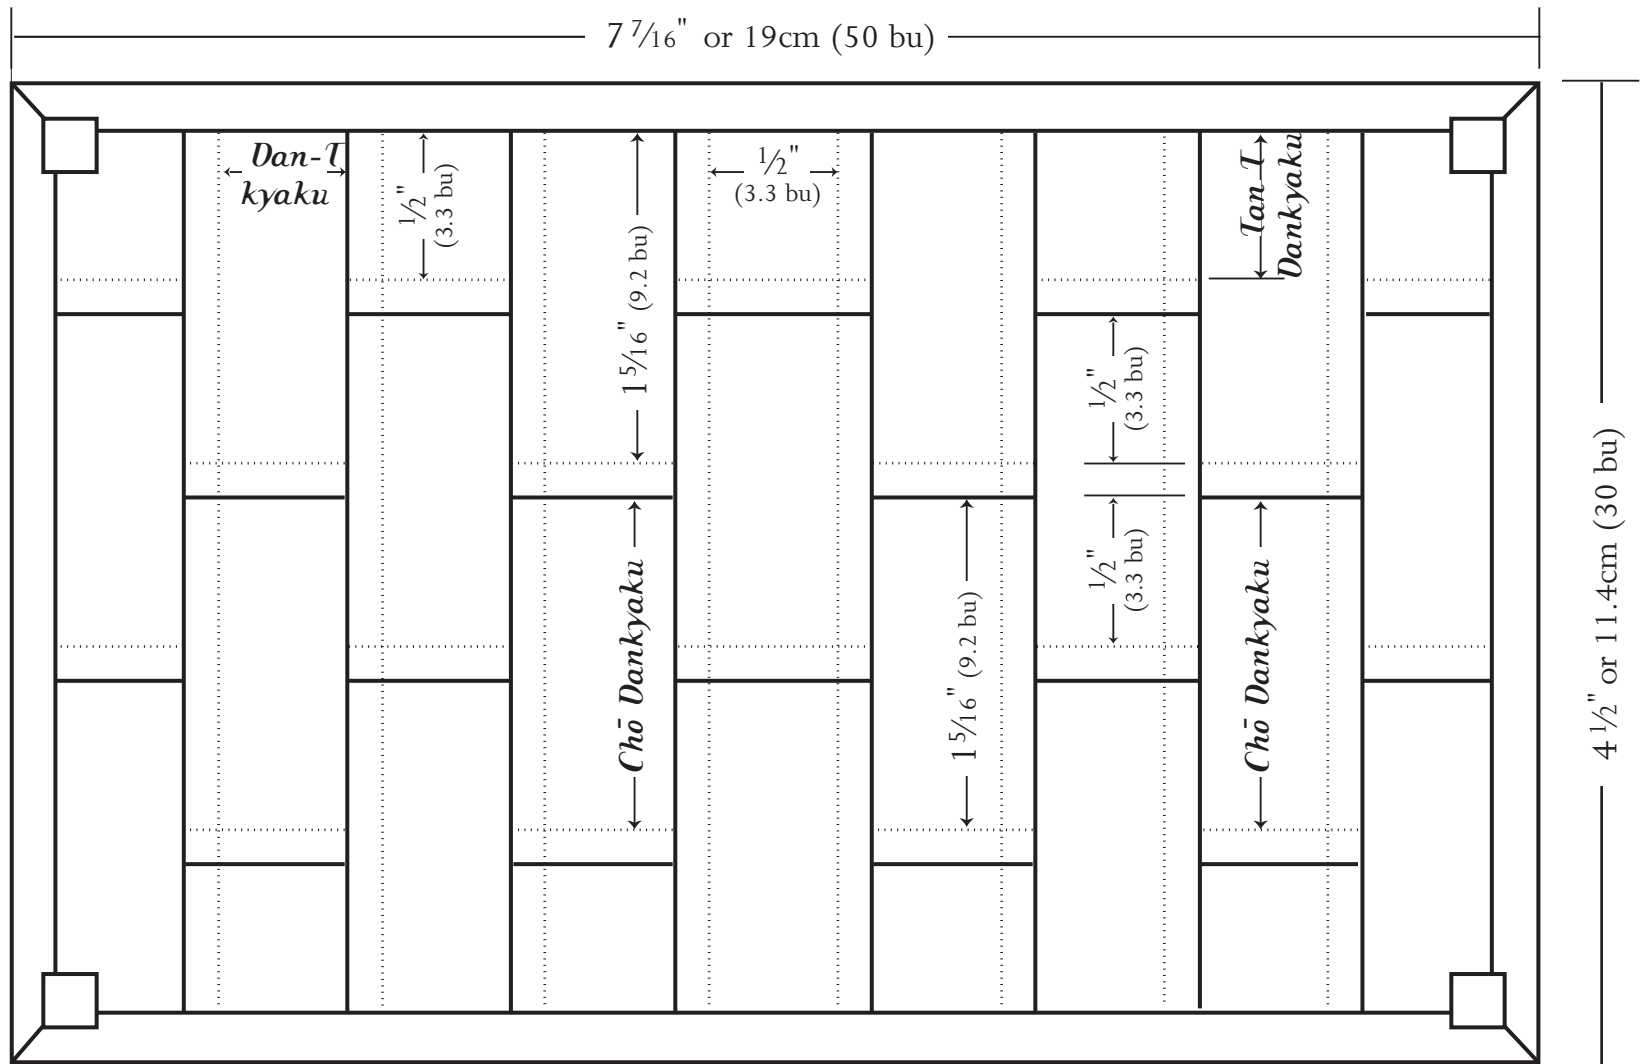 7 7/16" or 19cm (50 bu)
Dan-T
kyaku
1/2"
(3.3 bu)
1 5/16" (9.2 bu)
1/2"
(3.3 bu)
Tan-T
Dankyaku
1/2"
(3.3 bu)
1/2"
(3.3 bu)
Chō Dankyaku
1 5/16" (9.2 bu)
Chō Dankyaku
4 1/2" or 11.4cm (30 bu)